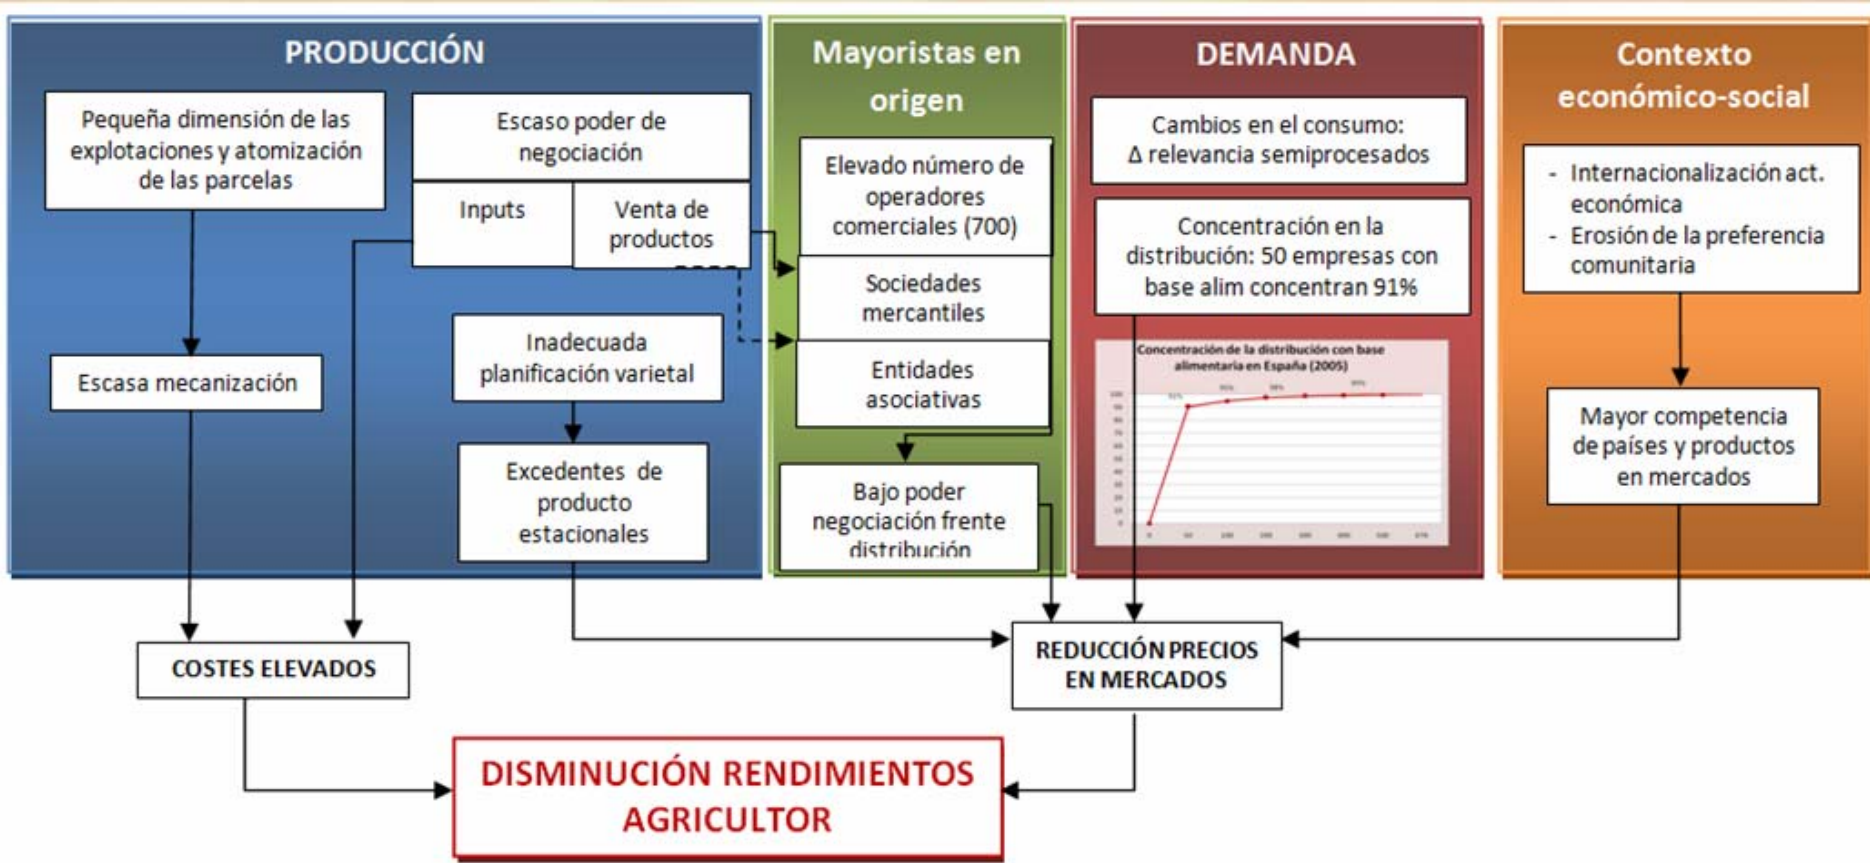 PRODUCCIÓN
Pequeña dimensión de las
explotaciones y atomización
de las parcelas
Escasa mecanización
Escaso poder de
negociación
Inputs
Venta de
productos
Inadecuada
planificación varietal
Excedentes de
producto
estacionales
Mayoristas en
origen
Elevado número de
operadores
comerciales (700)
Sociedades
mercantiles
Entidades
asociativas
Bajo poder
negociación frente
distribución
DEMANDA
Cambios en el consumo:
Δ relevancia semiprocesados
Concentración en la
distribución: 50 empresas con
base alim concentran 91%
Concentración de la distribución con base
alimentaria en España (2005)
Contexto
económico-social
- Internacionalización act.
económica
- Erosión de la preferencia
comunitaria
Mayor competencia
de países y productos
en mercados
COSTES ELEVADOS
REDUCCIÓN PRECIOS
EN MERCADOS
DISMINUCIÓN RENDIMIENTOS
AGRICULTOR